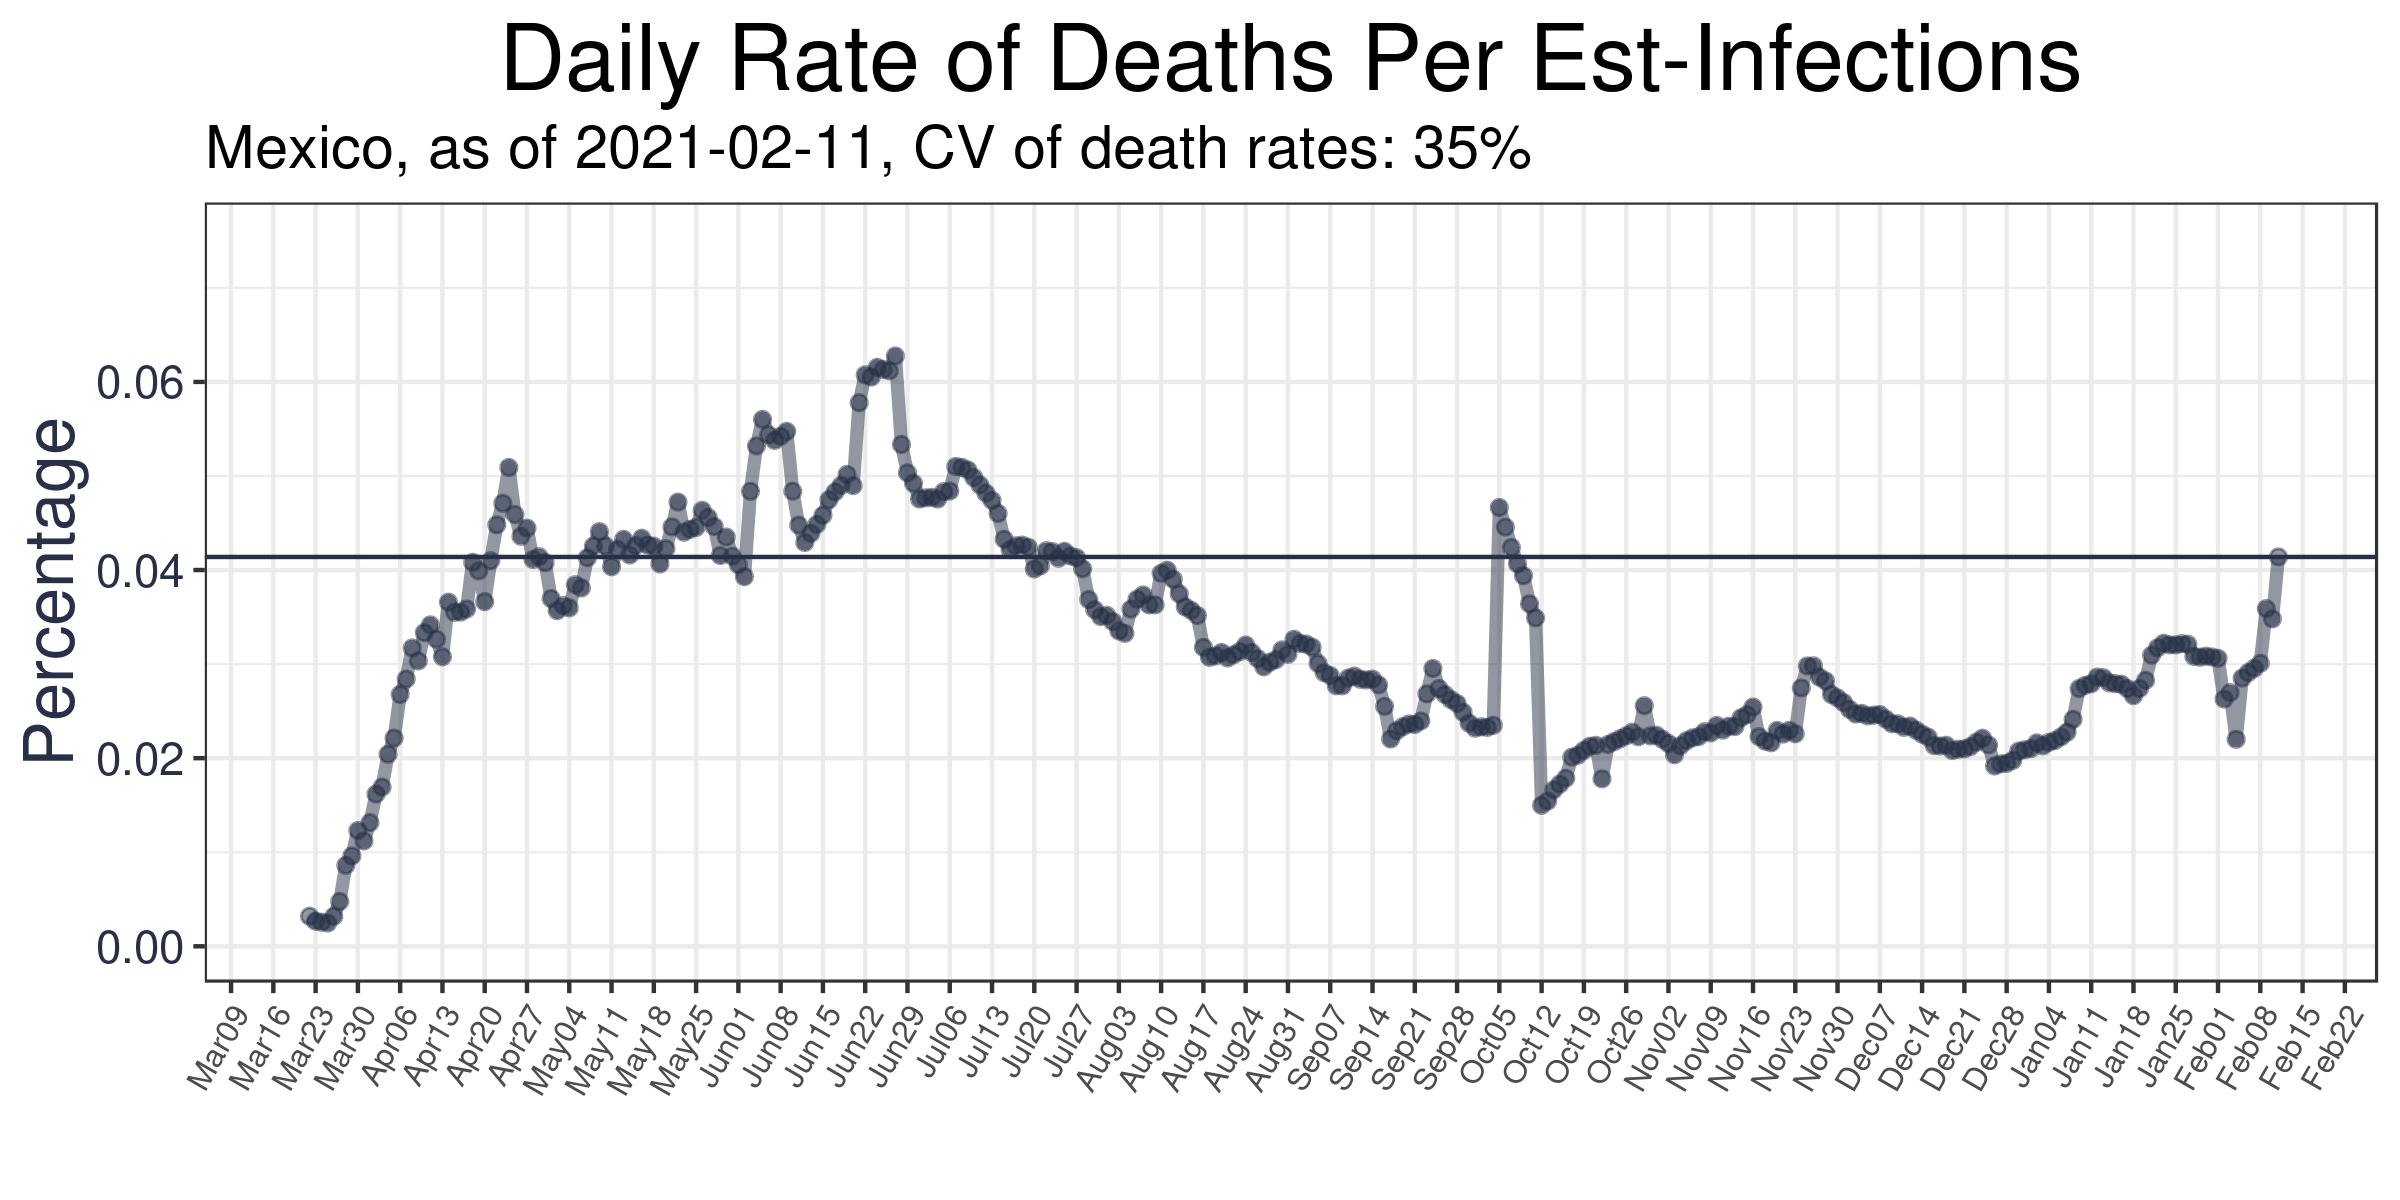 Daily Rate of Deaths Per Est-Infections
Mexico, as of 2021-02-11, CV of death rates: 35%
Percentage
0.06
0.04
0.02
0.00
Mar09
Mar16
Mar23
Mar30
Apr06
Apr13
Apr20
Apr27
May04
May11
May18
May25
Jun01
Jun08
Jun15
Jun22
Jun29
Jul06
Jul13
Jul20
Jul27
Aug03
Aug10
Aug17
Aug24
Aug31
Sep07
Sep14
Sep21
Sep28
Oct05
Oct12
Oct19
Oct26
Nov02
Nov09
Nov16
Nov23
Nov30
Dec07
Dec14
Dec21
Dec28
Jan04
Jan11
Jan18
Jan25
Feb01
Feb08
Feb15
Feb22